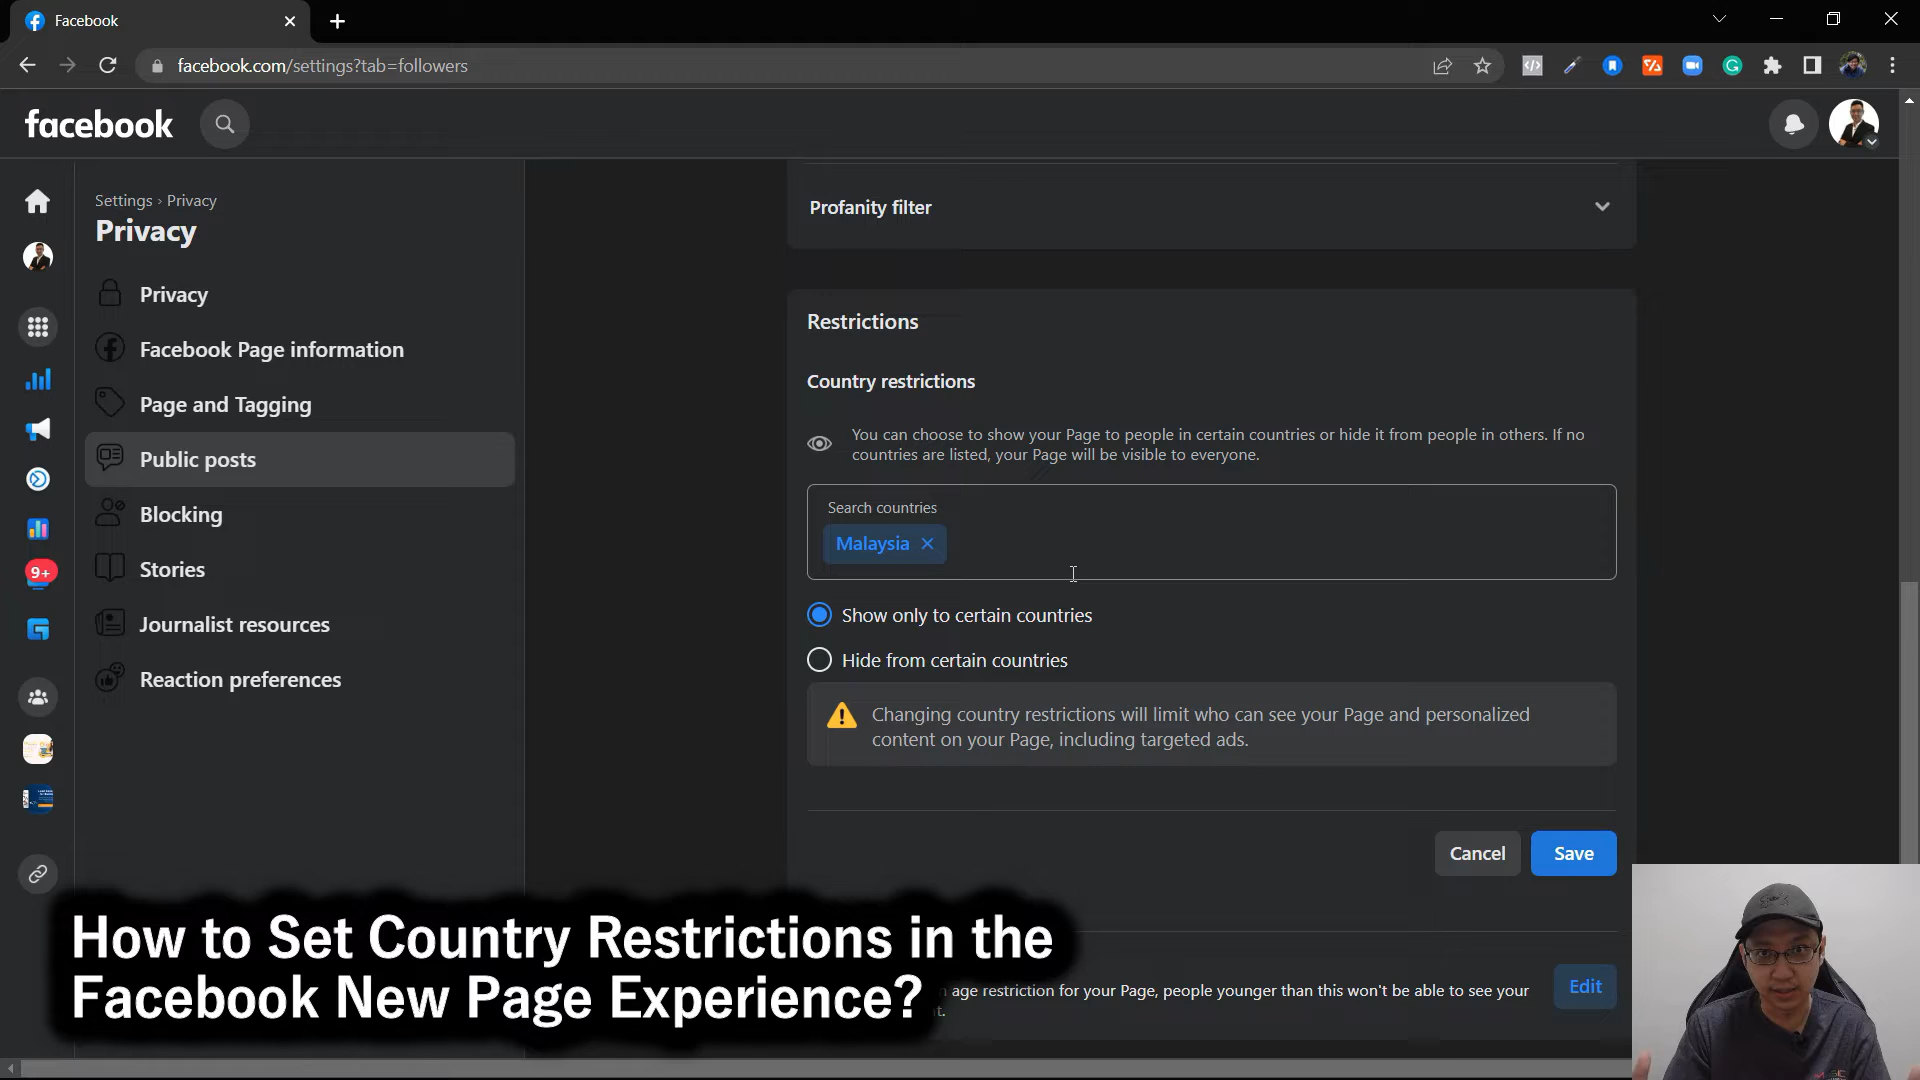 Facebook
facebook.com/settings?tab=followers
facebook
Settings › Privacy
Privacy
Privacy
Facebook Page information
Page and Tagging
Public posts
Blocking
Stories
Journalist resources
Reaction preferences
9+
Profanity filter
Restrictions
Country restrictions
You can choose to show your Page to people in certain countries or hide it from people in others. If no
countries are listed, your Page will be visible to everyone.
Search countries
Malaysia
Show only to certain countries
Hide from certain countries
Changing country restrictions will limit who can see your Page and personalized
content on your Page, including targeted ads.
Cancel
Save
age restriction for your Page, people younger than this won't be able to see your
Edit
How to Set Country Restrictions in the
Facebook New Page Experience?